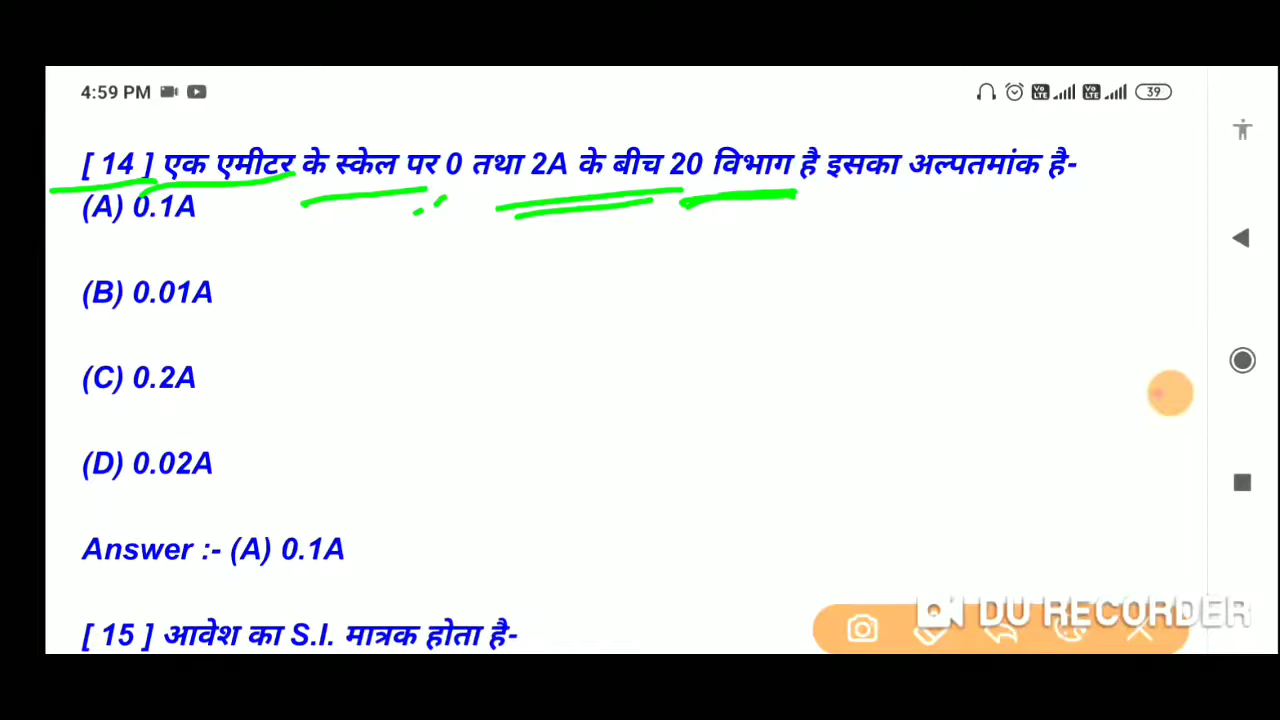 4:59 PM
39
[ 14 ] एक एमीटर के स्केल पर 0 तथा 2A के बीच 20 विभाग है इसका अल्पतमांक है-
(A) 0.1A
(B) 0.01A
(C) 0.2A
(D) 0.02A
Answer :- (A) 0.1A
DU RECORDER
[ 15 ] आवेश का S.I. मात्रक होता है-